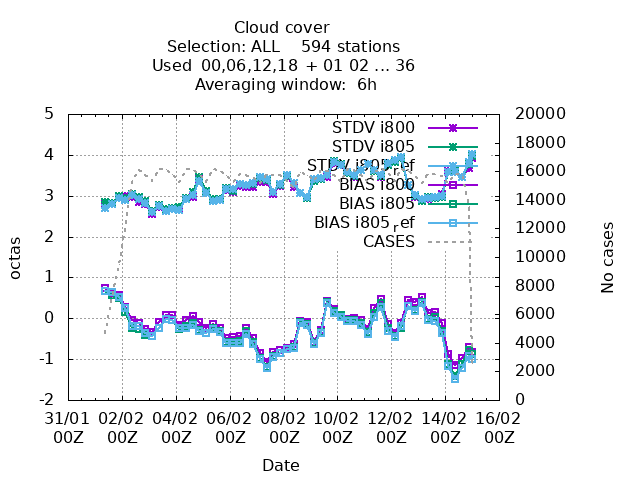 Cloud cover
Selection: ALL 594 stations
Used 00,06,12,18 + 01 02 ... 36
Averaging window: 6h
5
4
3
2
1
0
-1
-2
octas
20000
18000
16000
14000
12000
10000
8000
6000
4000
2000
0
No cases
STDV i800
STDV i805
STDV i805ref
BIAS i800
BIAS i805
BIAS i805ref
CASES
31/01 02/02 04/02 06/02 08/02 10/02 12/02 14/02 16/02
00Z 00Z 00Z 00Z 00Z 00Z 00Z 00Z 00Z
Date